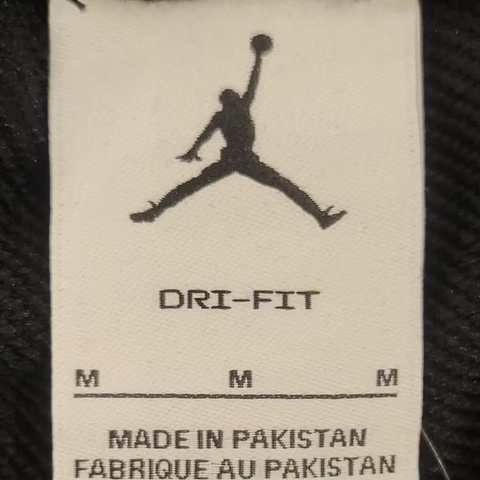 DRI-FIT
M M M
MADE IN PAKISTAN
FABRIQUE AU PAKISTAN